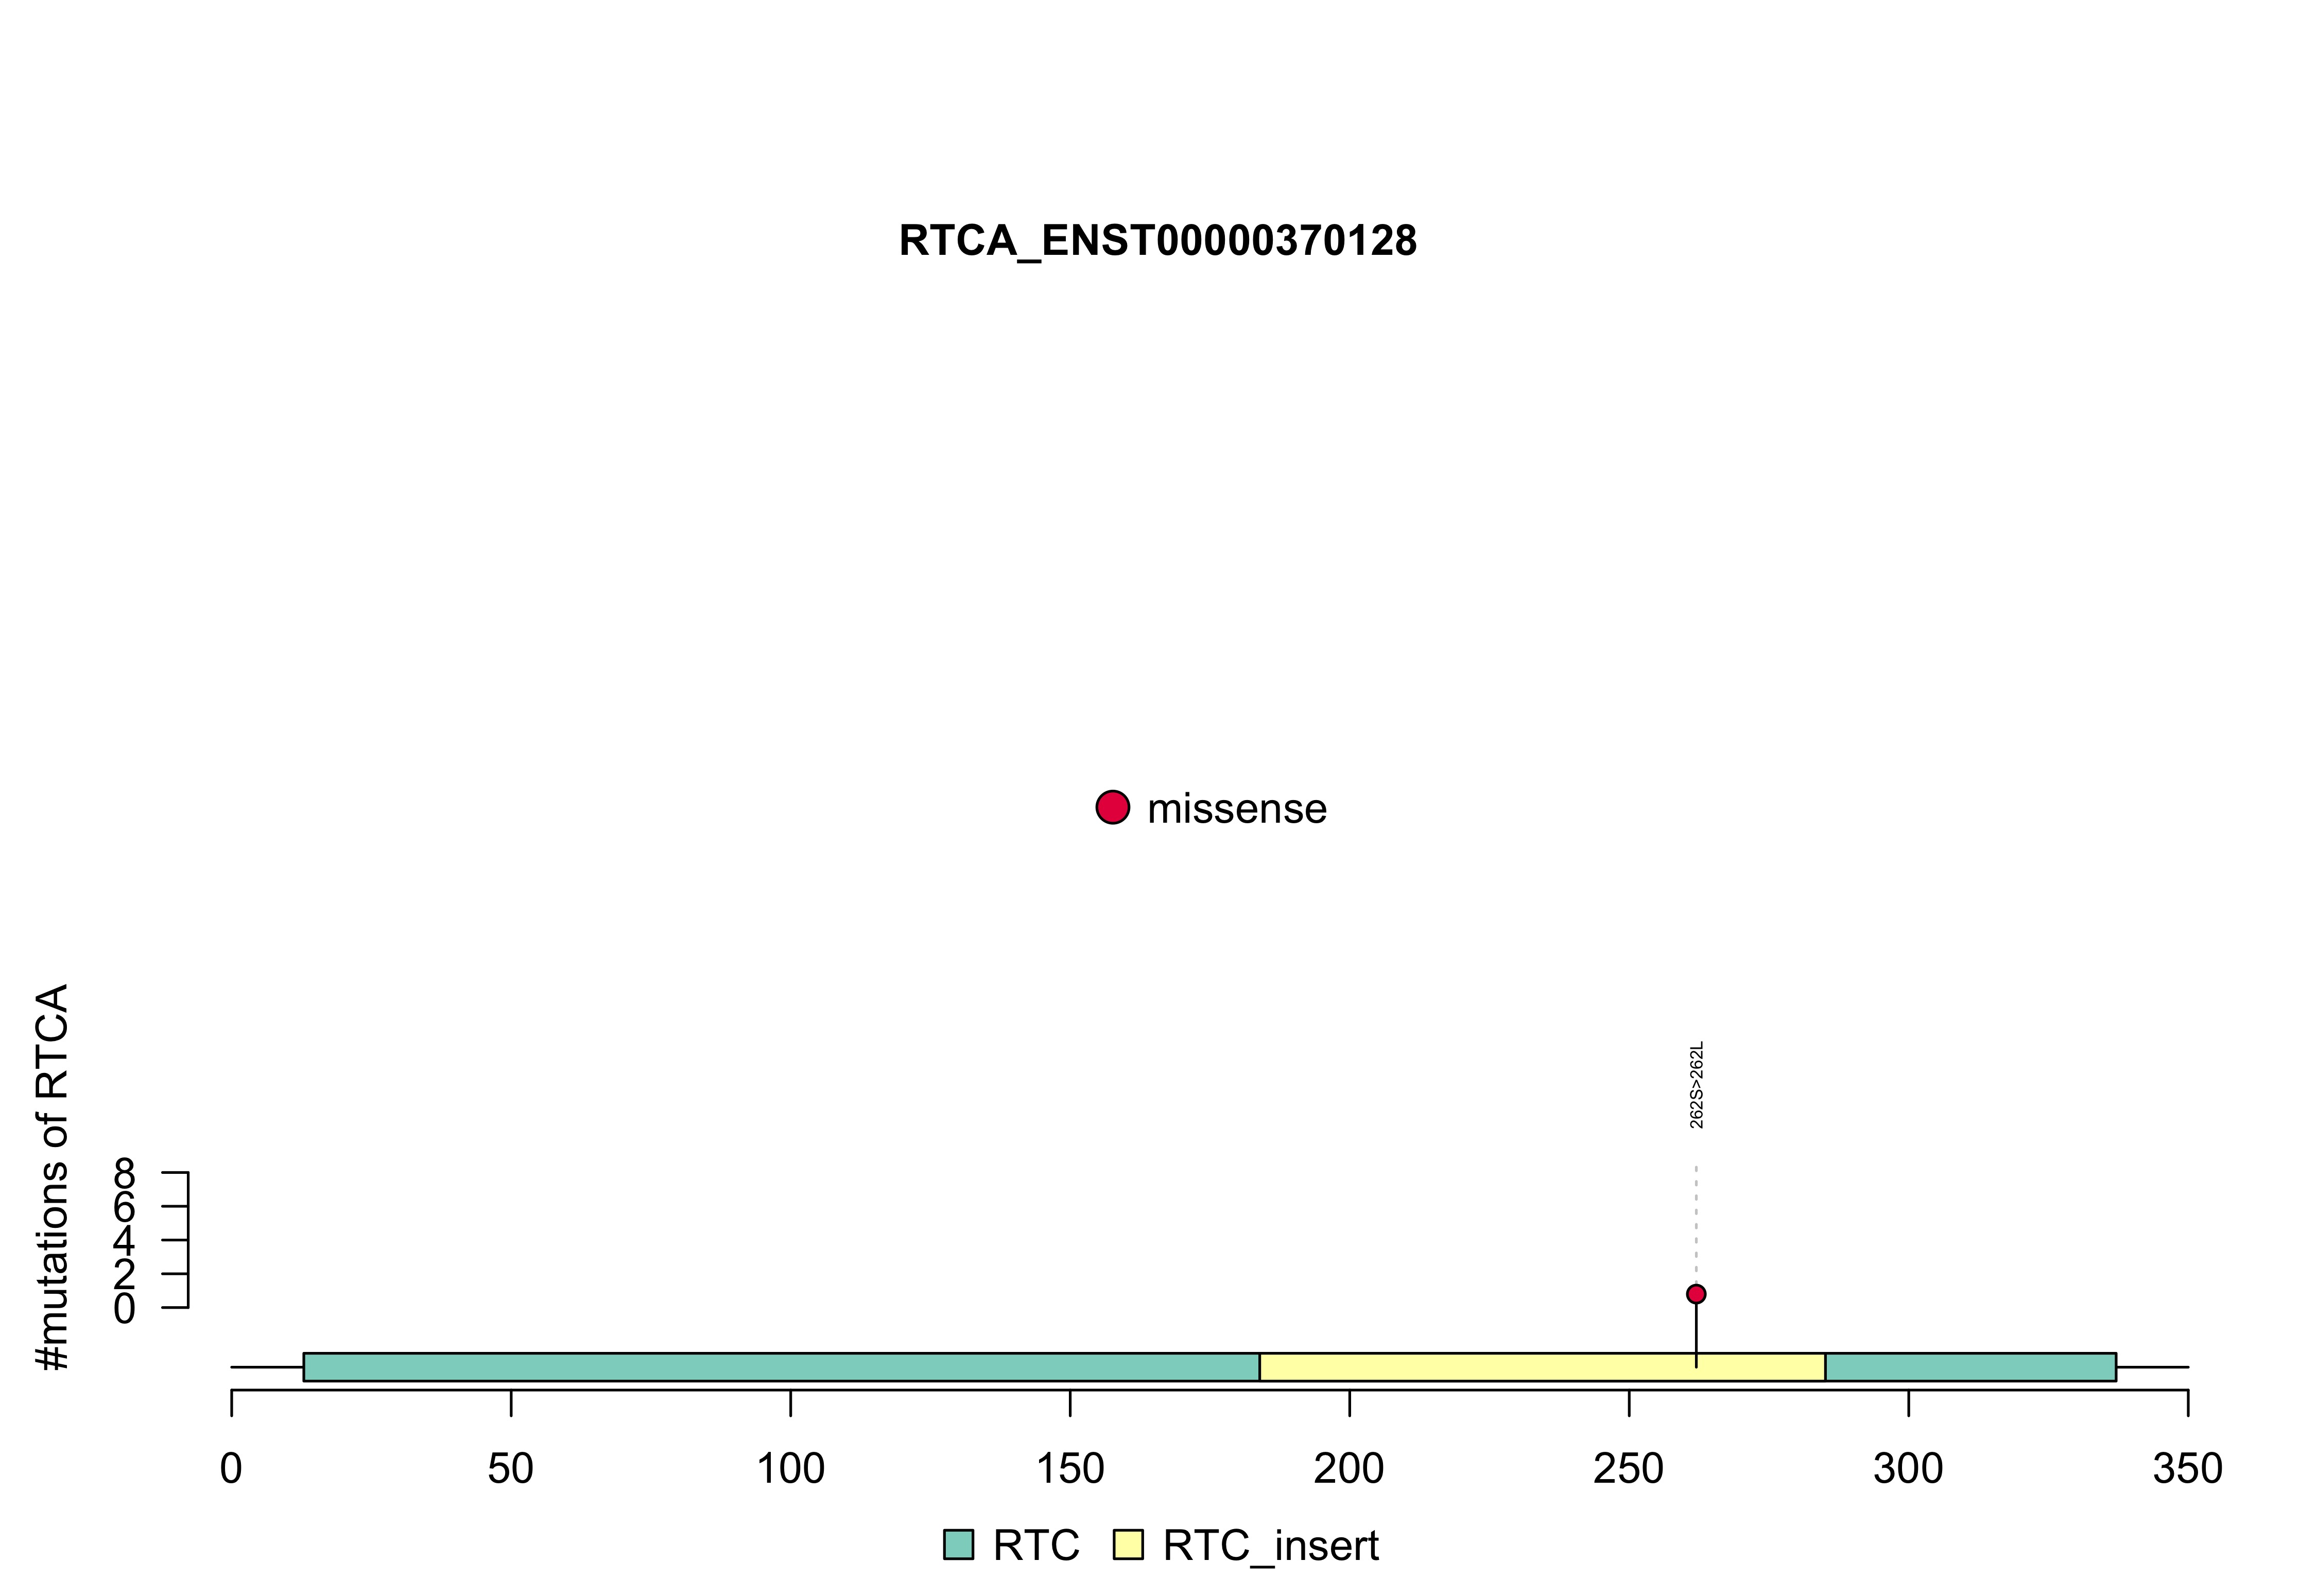 RTCA_ENST00000370128
missense
#mutations of RTCA
262S>262L
8
6
4
2
0
0 50 100 150 200 250 300 350
RTC RTC_insert